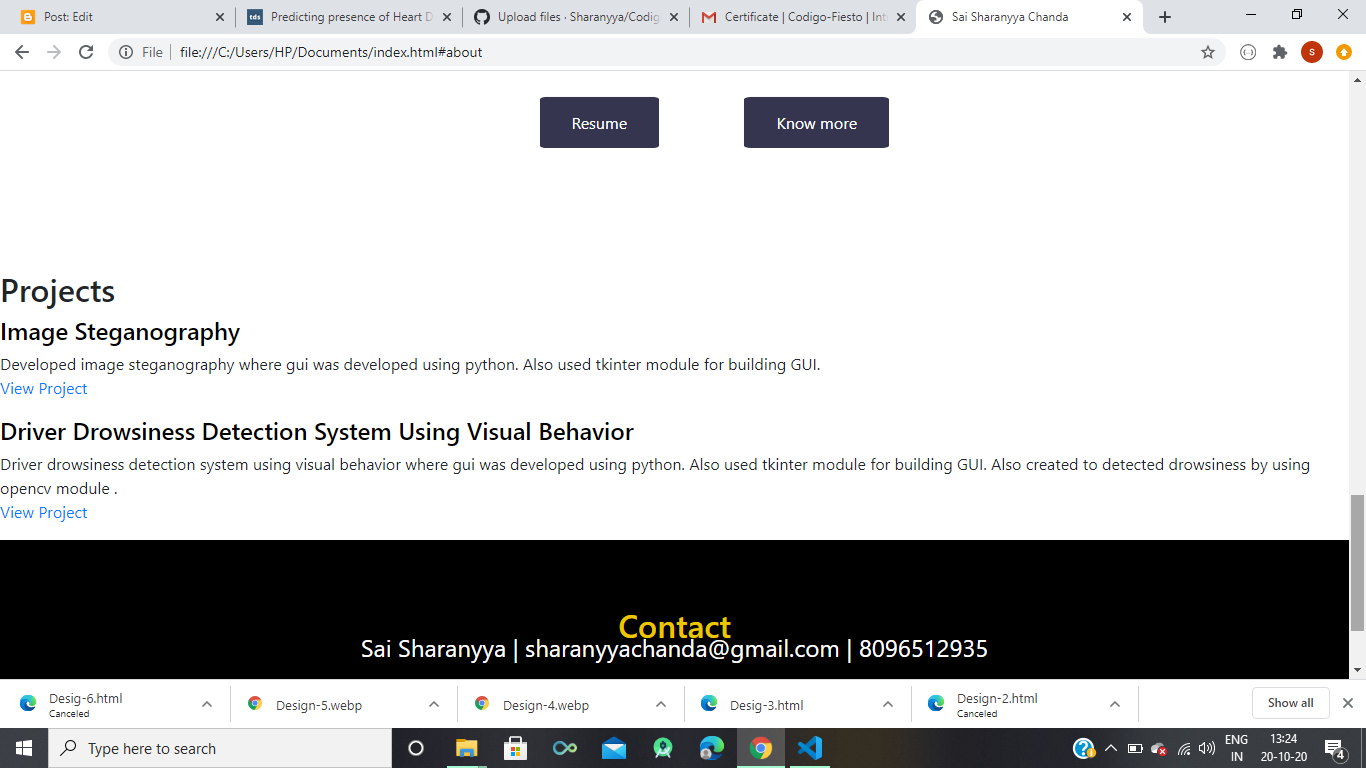 Post: Edit
Predicting presence of Heart D
Upload files · Sharanyya/Codig
Certificate | Codigo-Fiesto | Int
Sai Sharanyya Chanda
File
file:///C:/Users/HP/Documents/index.html#about
Resume
Know more
Projects
Image Steganography
Developed image steganography where gui was developed using python. Also used tkinter module for building GUI.
View Project
Driver Drowsiness Detection System Using Visual Behavior
Driver drowsiness detection system using visual behavior where gui was developed using python. Also used tkinter module for building GUI. Also created to detected drowsiness by using
opencv module .
View Project
Contact
Sai Sharanyya | sharanyyachanda@gmail.com | 8096512935
Desig-6.html
Canceled
Design-5.webp
Design-4.webp
Desig-3.html
Design-2.html
Canceled
Show all
Type here to search
ENG
IN
13:24
20-10-20
4